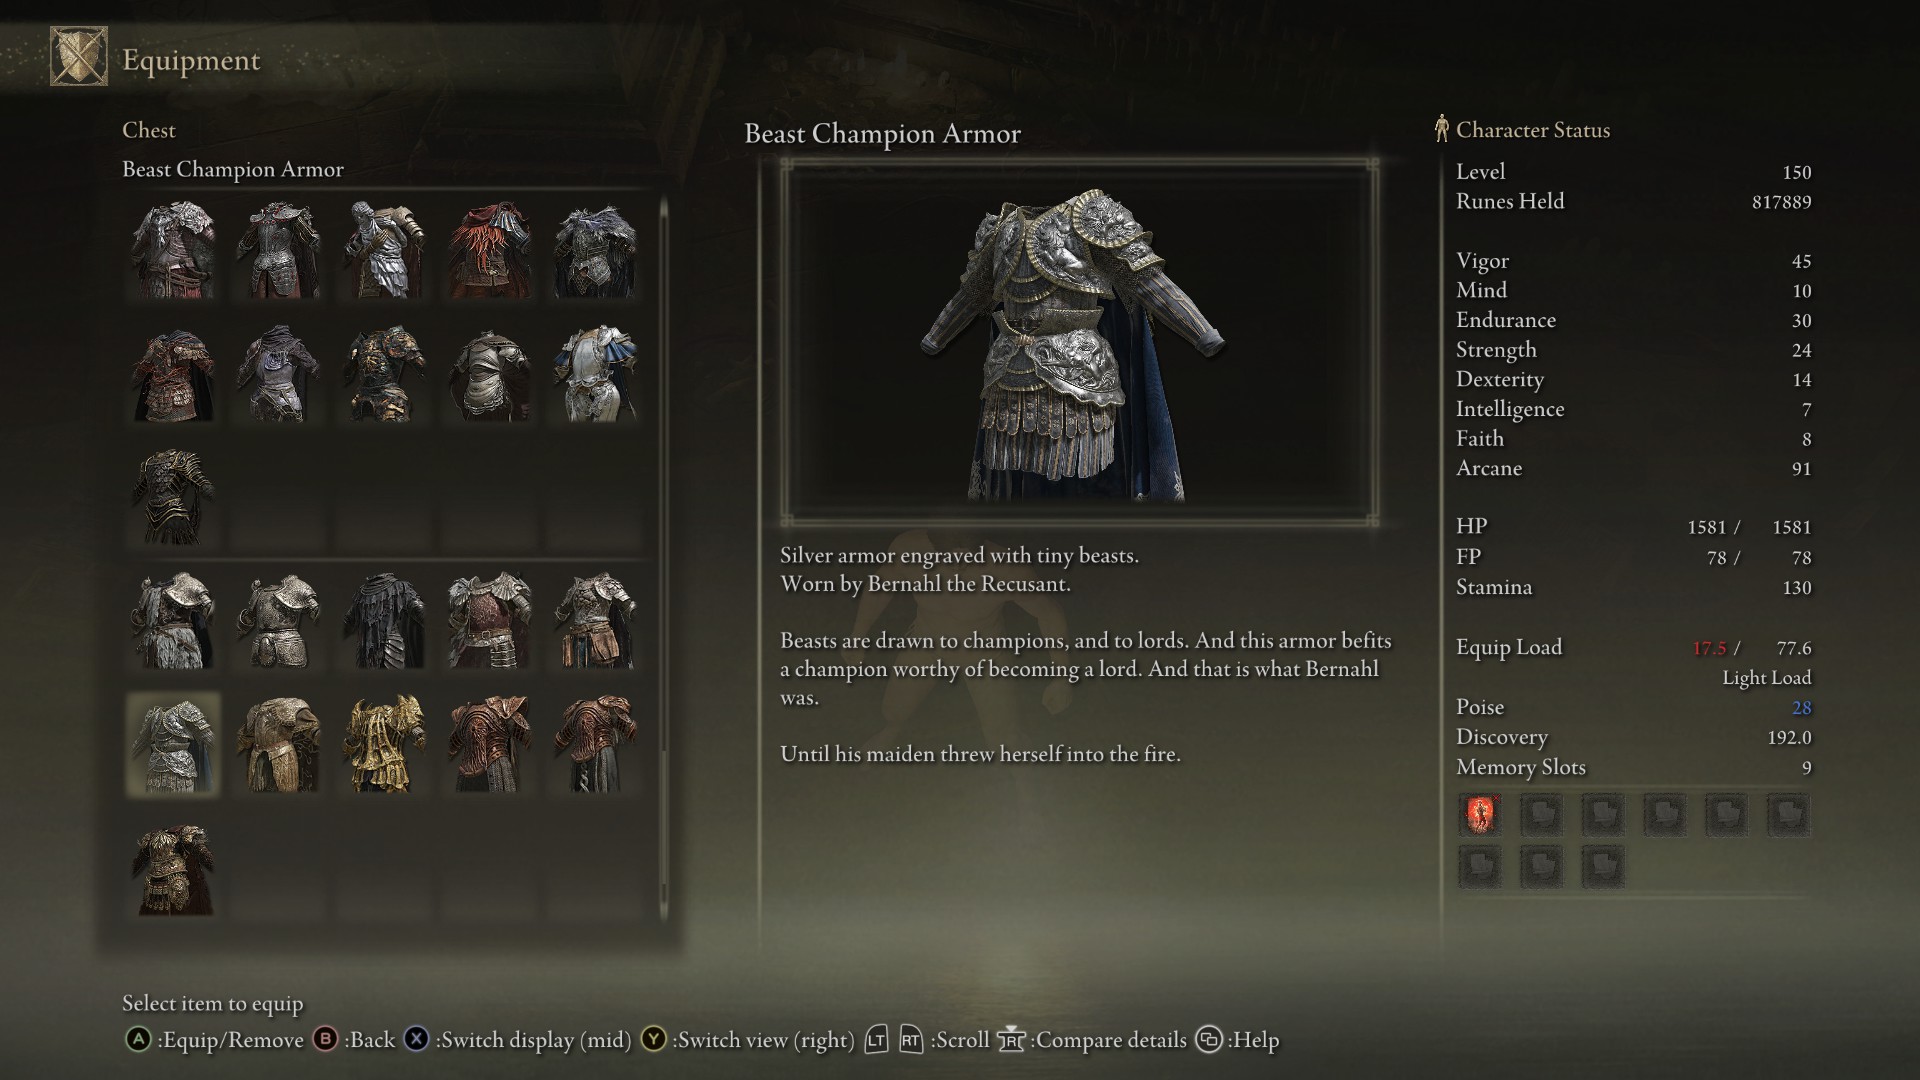 Equipment
Chest
Beast Champion Armor
Beast Champion Armor
Silver armor engraved with tiny beasts.
Worn by Bernahl the Recusant.
Beasts are drawn to champions, and to lords. And this armor befits
a champion worthy of becoming a lord. And that is what Bernahl
was.
Until his maiden threw herself into the fire.
Character Status
Level 150
Runes Held 817889
Vigor 45
Mind 10
Endurance 30
Strength 24
Dexterity 14
Intelligence 7
Faith 8
Arcane 91
HP 1581 / 1581
FP 78 / 78
Stamina 130
Equip Load 17.5 / 77.6
Light Load
Poise 28
Discovery 192.0
Memory Slots 9
Select item to equip
A :Equip/Remove B :Back X :Switch display (mid) Y :Switch view (right) LT RT :Scroll R :Compare details :Help